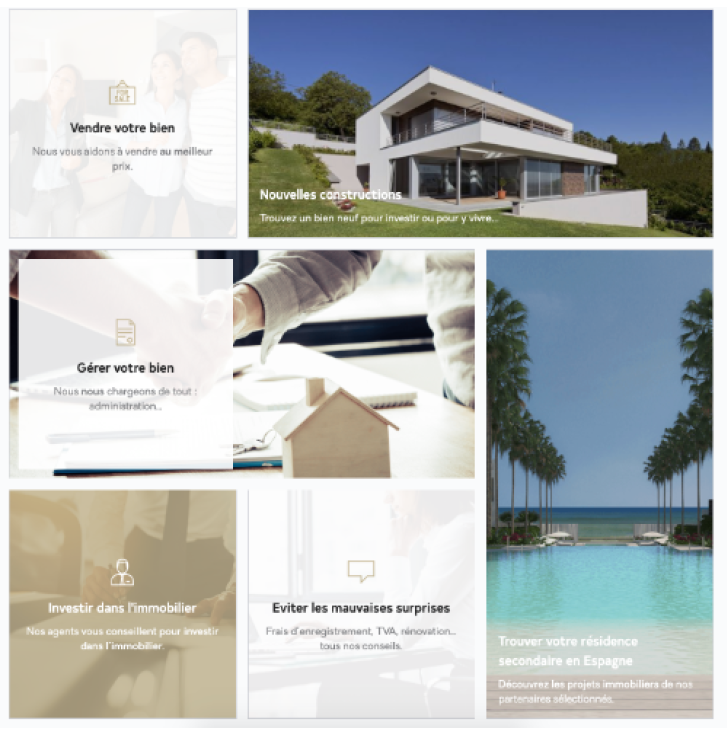 FOR
SALE
Vendre votre bien
Nous vous aidons à vendre au meilleur
prix.
Nouvelles constructions
Trouvez un bien neuf pour investir ou pour y vivre...
Gérer votre bien
Nous nous chargeons de tout :
administration...
Investir dans l'immobilier
Nos agents vous conseillent pour investir
dans l'immobilier.
Eviter les mauvaises surprises
Frais d'enregistrement, TVA, rénovation...
tous nos conseils.
Trouver votre résidence
secondaire en Espagne
Découvrez les projets immobiliers de nos
partenaires sélectionnés.